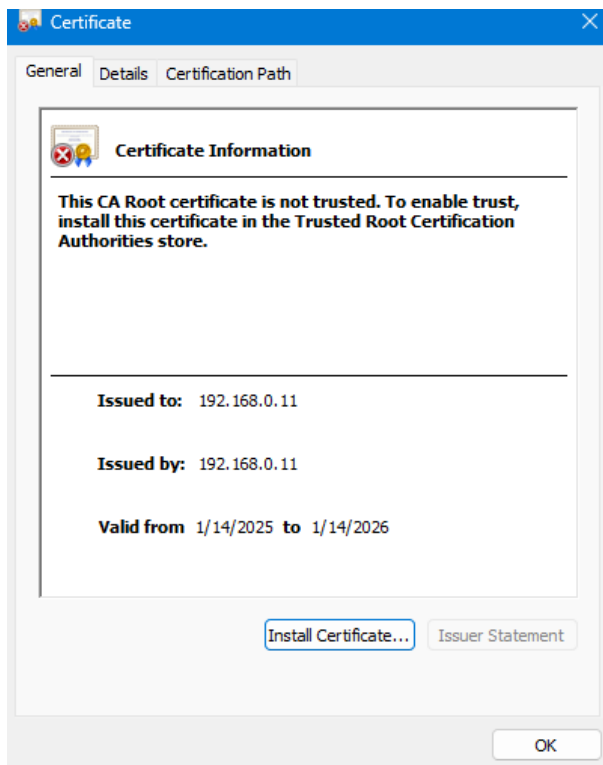 Certificate
General Details Certification Path
Certificate Information
This CA Root certificate is not trusted. To enable trust,
install this certificate in the Trusted Root Certification
Authorities store.
Issued to: 192.168.0.11
Issued by: 192.168.0.11
Valid from 1/14/2025 to 1/14/2026
Install Certificate... Issuer Statement
OK